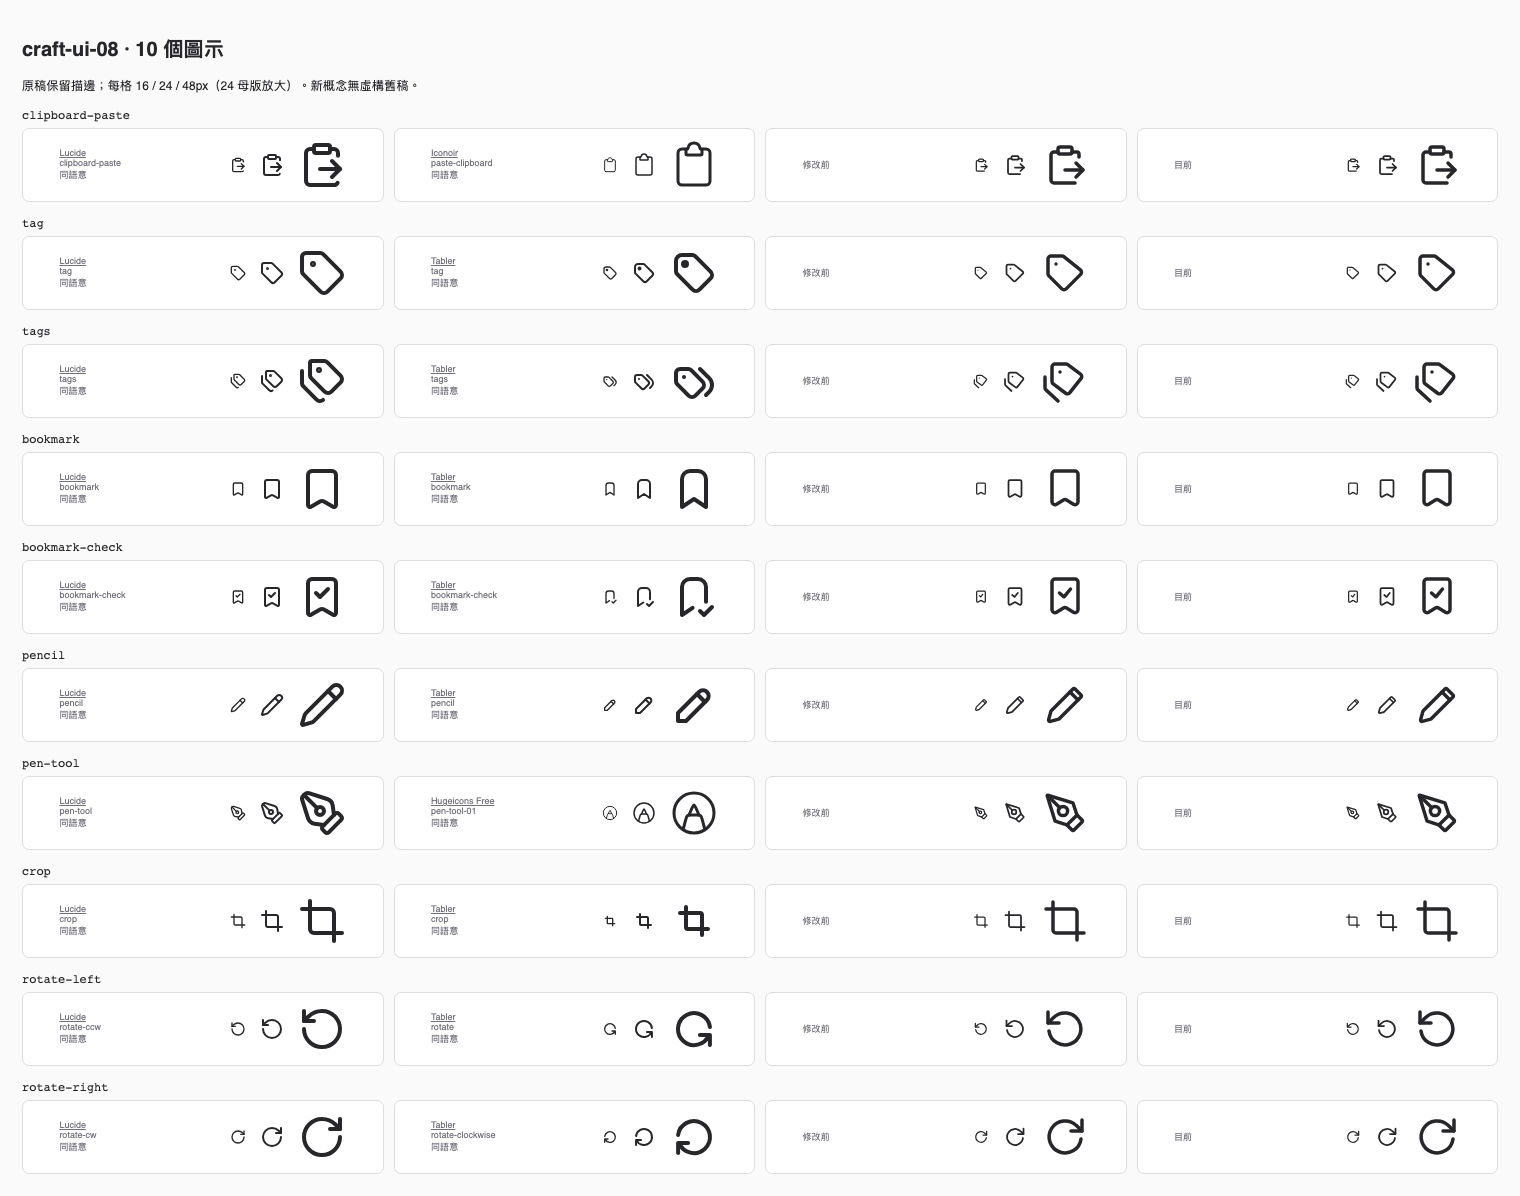 craft-ui-08 · 10 個圖示
原稿保留描邊；每格 16 / 24 / 48px（24 母版放大）。新概念無虛構舊稿。
clipboard-paste
Lucide
clipboard-paste
同語意
Iconoir
paste-clipboard
同語意
修改前
目前
tag
Lucide
tag
同語意
Tabler
tag
同語意
修改前
目前
tags
Lucide
tags
同語意
Tabler
tags
同語意
修改前
目前
bookmark
Lucide
bookmark
同語意
Tabler
bookmark
同語意
修改前
目前
bookmark-check
Lucide
bookmark-check
同語意
Tabler
bookmark-check
同語意
修改前
目前
pencil
Lucide
pencil
同語意
Tabler
pencil
同語意
修改前
目前
pen-tool
Lucide
pen-tool
同語意
Hugeicons Free
pen-tool-01
同語意
修改前
目前
crop
Lucide
crop
同語意
Tabler
crop
同語意
修改前
目前
rotate-left
Lucide
rotate-ccw
同語意
Tabler
rotate
同語意
修改前
目前
rotate-right
Lucide
rotate-cw
同語意
Tabler
rotate-clockwise
同語意
修改前
目前